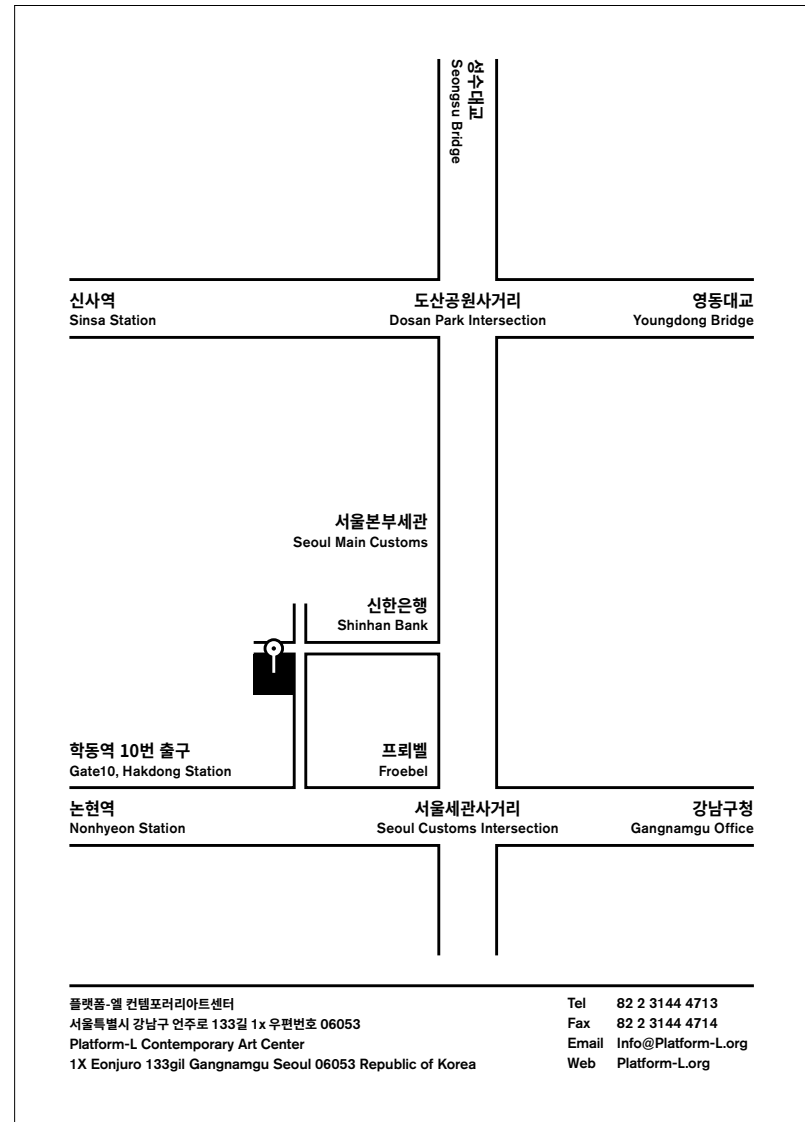 성수대교
Seongsu Bridge
신사역
Sinsa Station
도산공원사거리
Dosan Park Intersection
영동대교
Youngdong Bridge
서울본부세관
Seoul Main Customs
신한은행
Shinhan Bank
학동역 10번 출구
Gate10, Hakdong Station
프뢰벨
Froebel
논현역
Nonhyeon Station
서울세관사거리
Seoul Customs Intersection
강남구청
Gangnamgu Office
플랫폼-엘 컨템포러리아트센터
서울특별시 강남구 언주로 133길 1x 우편번호 06053
Platform-L Contemporary Art Center
1X Eonjuro 133gil Gangnamgu Seoul 06053 Republic of Korea
Tel 82 2 3144 4713
Fax 82 2 3144 4714
Email Info@Platform-L.org
Web Platform-L.org